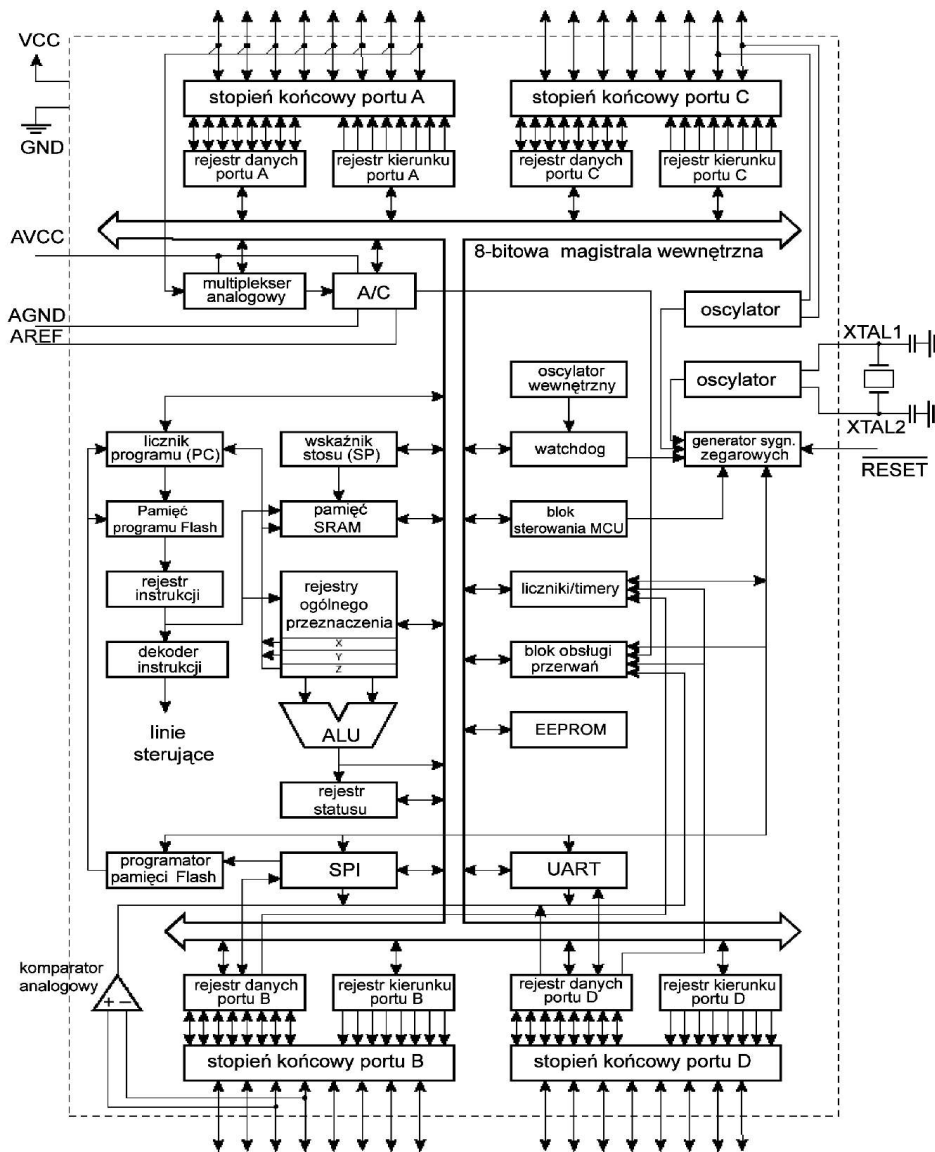 VCC
GND
stopień końcowy portu A
stopień końcowy portu C
rejestr danych
portu A
rejestr kierunku
portu A
rejestr danych
portu C
rejestr kierunku
portu C
8-bitowa magistrala wewnętrzna
AVCC
AGND
AREF
multiplekser
analogowy
A/C
oscylator
oscylator
XTAL1
XTAL2
RESET
oscylator
wewnętrzny
licznik
programu (PC)
wskaźnik
stosu (SP)
watchdog
generator sygn.
zegarowych
Pamięć
programu Flash
pamięć
SRAM
blok
sterowania MCU
rejestr
instrukcji
rejestry
ogólnego
przeznaczenia
X
Y
Z
liczniki/timery
dekoder
instrukcji
blok obsługi
przerwań
linie
sterujące
ALU
EEPROM
rejestr
statusu
programator
pamięci Flash
SPI
UART
komparator
analogowy
+ −
rejestr danych
portu B
rejestr kierunku
portu B
rejestr danych
portu D
rejestr kierunku
portu D
stopień końcowy portu B
stopień końcowy portu D